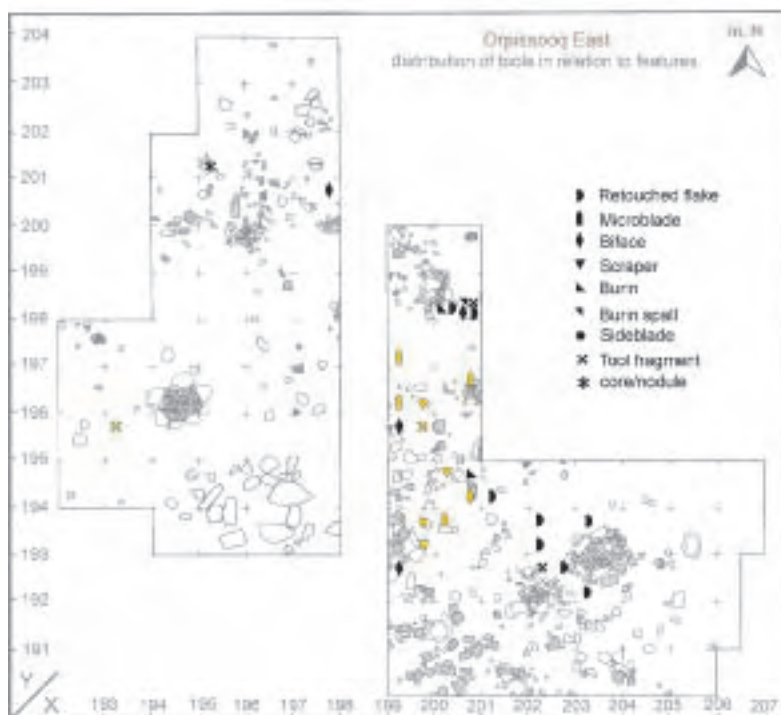 Orpissooq East
distribution of tools in relation to features
Retouched flake
Microblade
Biface
Scraper
Burin
Burin spall
Sideblade
Tool fragment
core/nodule
204
203
202
201
200
199
198
197
196
195
194
193
192
191
Y
X
193 194 195 196 197 198 199 200 201 202 203 204 205 206 207